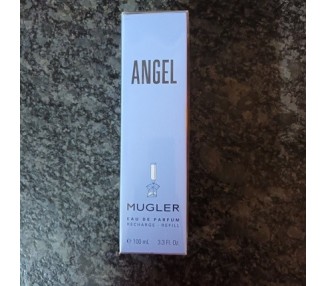 ANGEL
MUGLER
EAU DE PARFUM
RECHARGE - REFILL
℮ 100 mL 3.3 fl. Oz